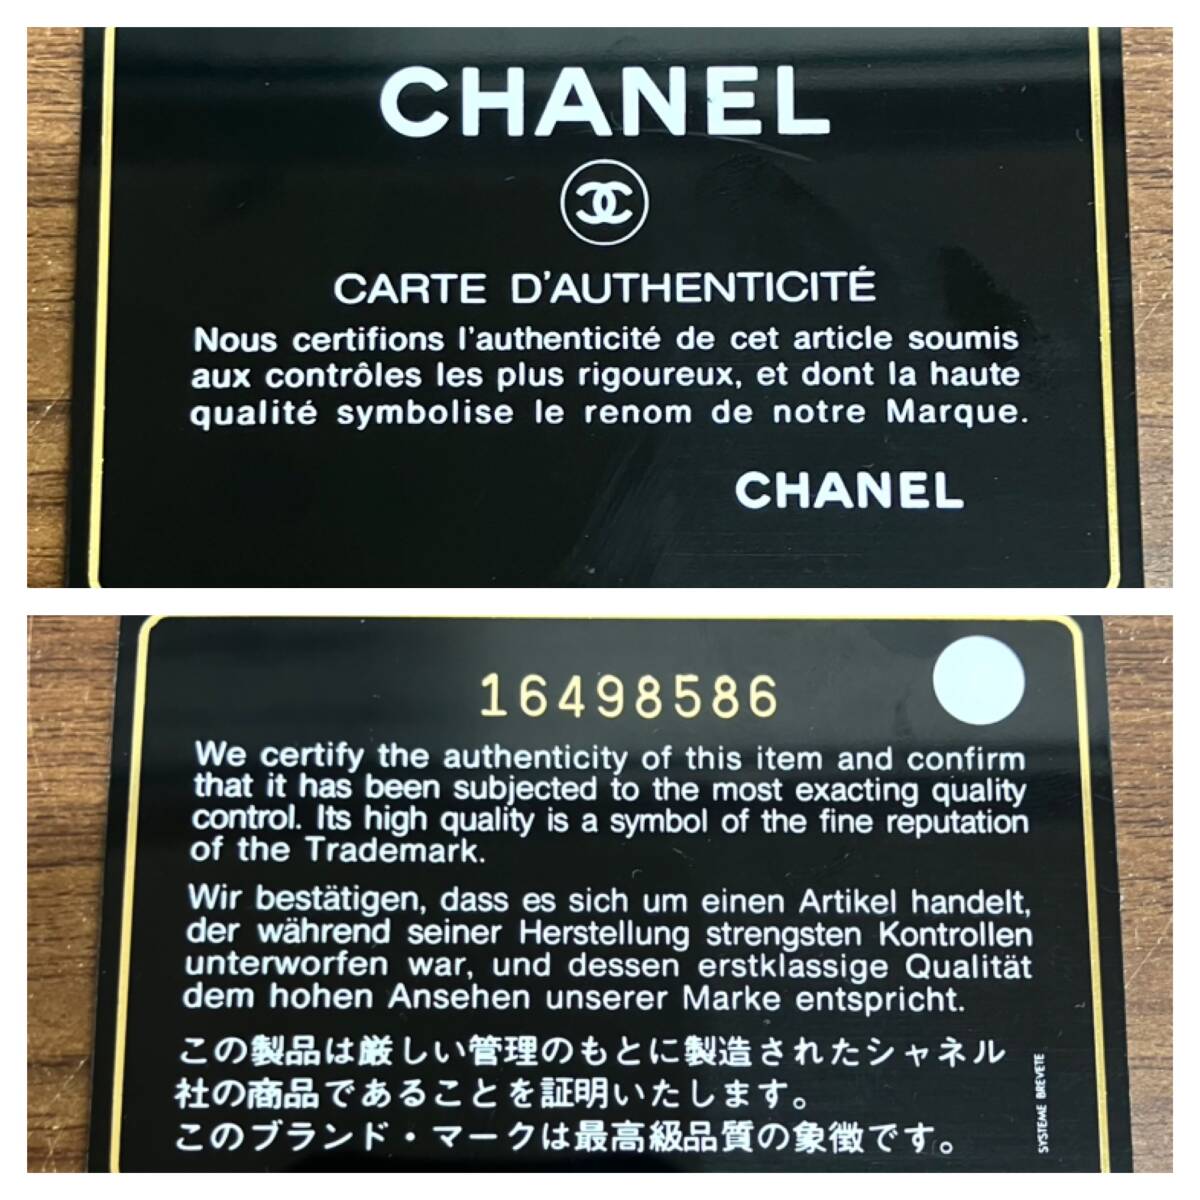 CHANEL
CARTE D'AUTHENTICITÉ
Nous certifions l'authenticité de cet article soumis
aux contrôles les plus rigoureux, et dont la haute
qualité symbolise le renom de notre Marque.
CHANEL
16498586
We certify the authenticity of this item and confirm
that it has been subjected to the most exacting quality
control. Its high quality is a symbol of the fine reputation
of the Trademark.
Wir bestätigen, dass es sich um einen Artikel handelt,
der während seiner Herstellung strengsten Kontrollen
unterworfen war, und dessen erstklassige Qualität
dem hohen Ansehen unserer Marke entspricht.
この製品は厳しい管理のもとに製造されたシャネル
社の商品であることを証明いたします。
このブランド・マークは最高級品質の象徴です。
SYSTEME BREVETE